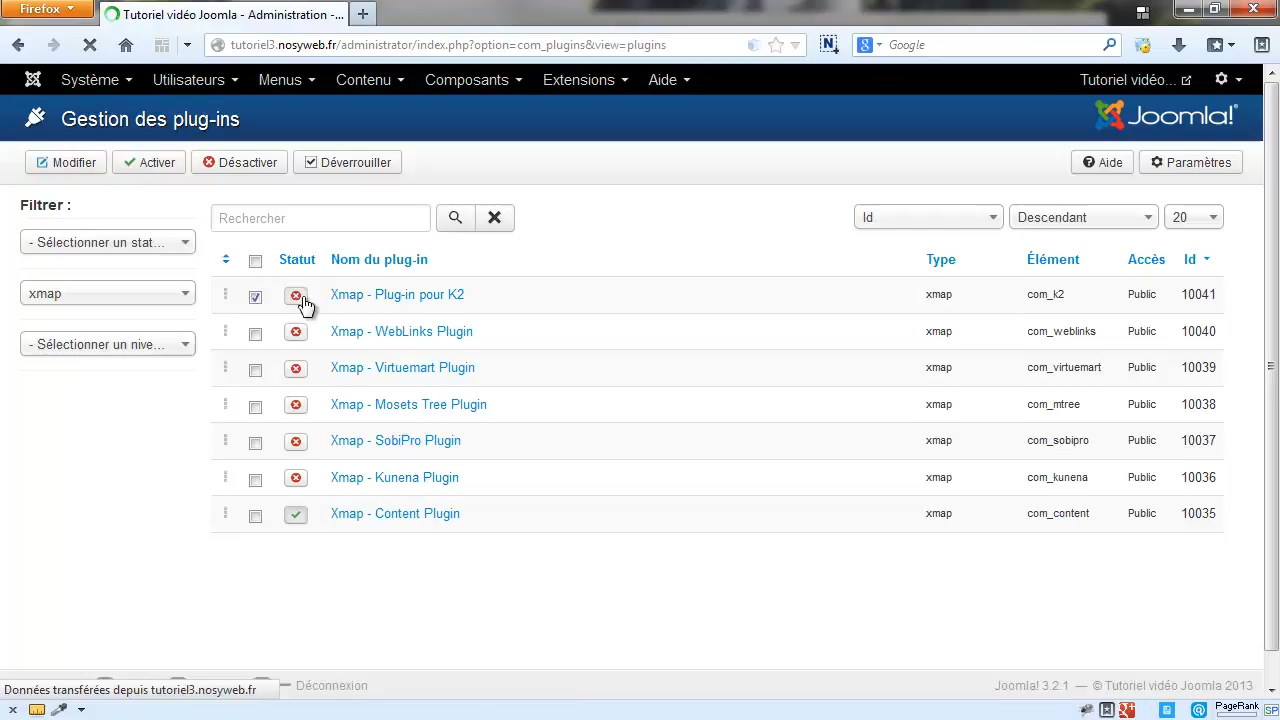 Firefox
Tutoriel vidéo Joomla - Administration -...
tutoriel3.nosyweb.fr/administrator/index.php?option=com_plugins&view=plugins
Google
Système Utilisateurs Menus Contenu Composants Extensions Aide Tutoriel vidéo...
Gestion des plug-ins
Joomla!
Modifier Activer Désactiver Déverrouiller Aide Paramètres
Filtrer :
- Sélectionner un stat...
xmap
- Sélectionner un nive...
Rechercher Id Descendant 20
Statut Nom du plug-in Type Élément Accès Id
Xmap - Plug-in pour K2 xmap com_k2 Public 10041
Xmap - WebLinks Plugin xmap com_weblinks Public 10040
Xmap - Virtuemart Plugin xmap com_virtuemart Public 10039
Xmap - Mosets Tree Plugin xmap com_mtree Public 10038
Xmap - SobiPro Plugin xmap com_sobipro Public 10037
Xmap - Kunena Plugin xmap com_kunena Public 10036
Xmap - Content Plugin xmap com_content Public 10035
Déconnexion Joomla! 3.2.1 — © Tutoriel vidéo Joomla 2013
Données transférées depuis tutoriel3.nosyweb.fr
PageRank SP